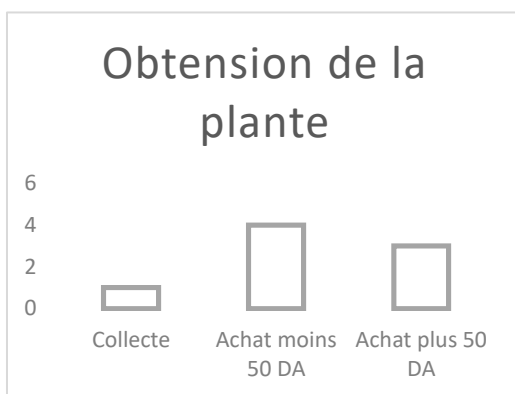 Obtension de la
plante
6
4
2
0
Collecte
Achat moins
50 DA
Achat plus 50
DA